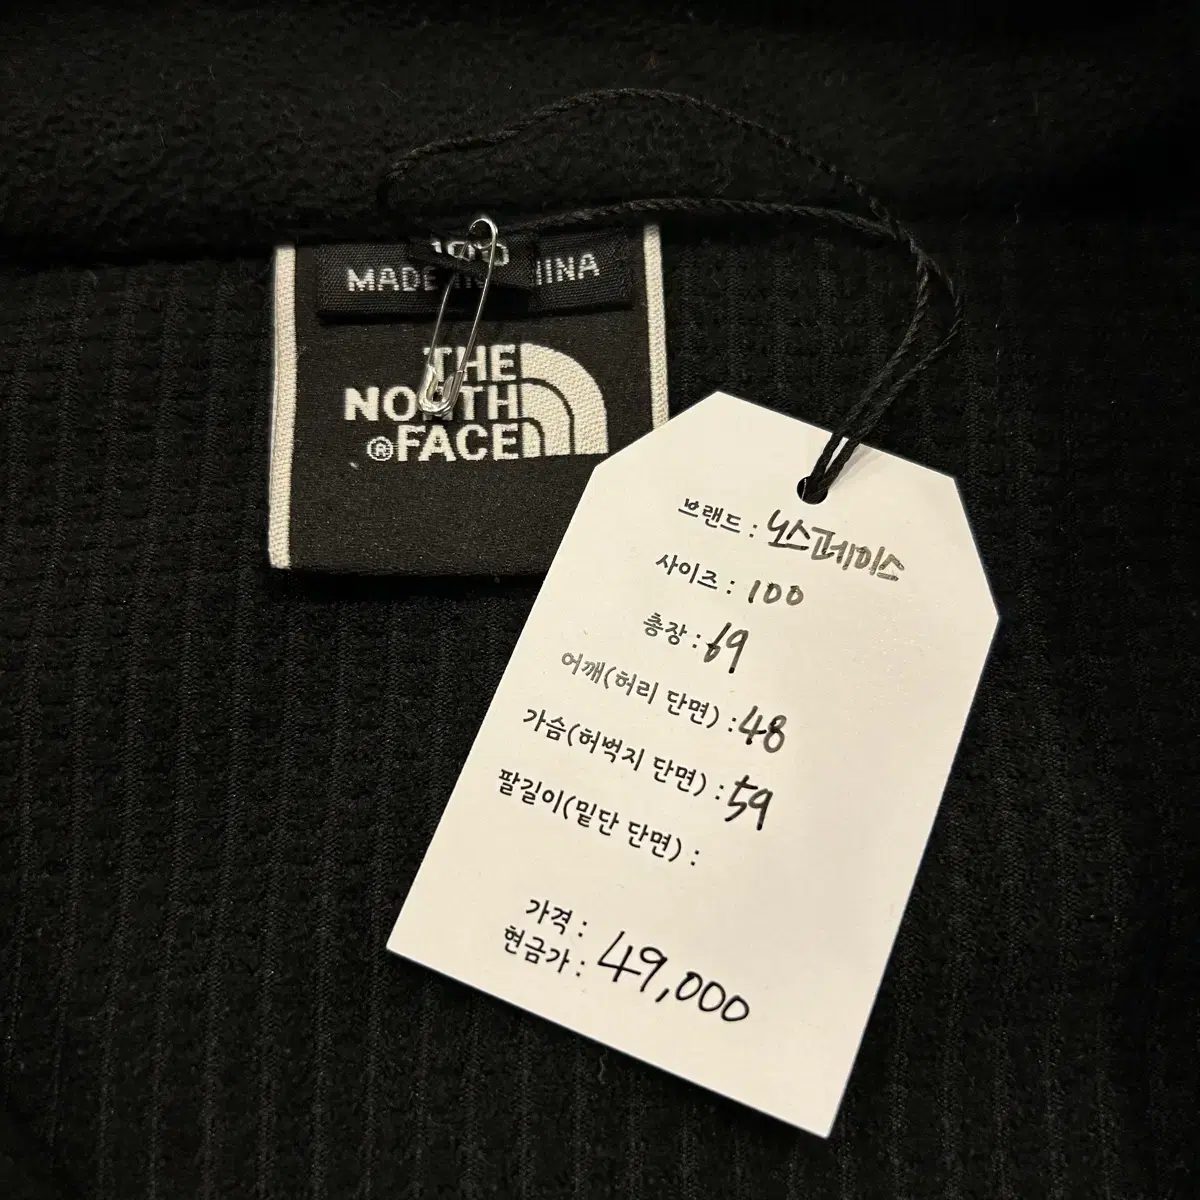 100
MADE IN CHINA
THE
NORTH
®FACE
브랜드 : 노스페이스
사이즈 : 100
총장 : 69
어깨(허리 단면) : 48
가슴(허벅지 단면) : 59
팔길이(밑단 단면) :
가격 :
현금가 : 49,000